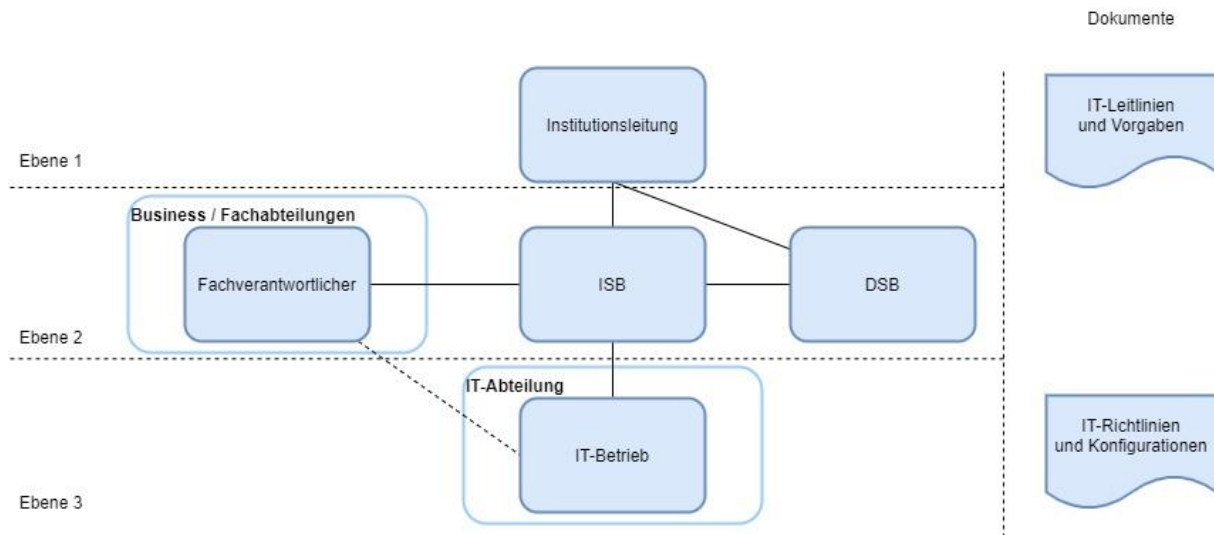 Dokumente
Institutionsleitung
IT-Leitlinien
und Vorgaben
Ebene 1
Business / Fachabteilungen
Fachverantwortlicher
ISB
DSB
Ebene 2
IT-Abteilung
IT-Richtlinien
und Konfigurationen
IT-Betrieb
Ebene 3